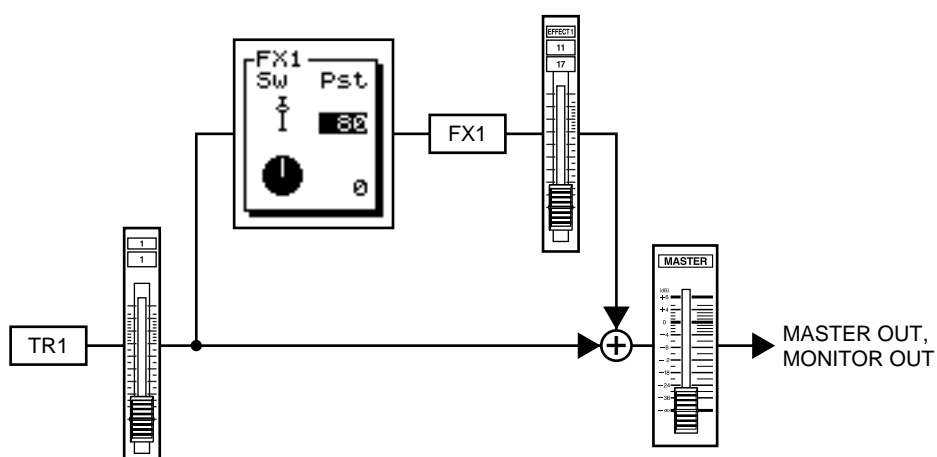 EFFECT1
11
17
FX1
Sw Pst
80
0
FX1
1
1
MASTER
(dB)
+6
+4
0
-4
-8
-12
-18
-24
-36
-∞
TR1
MASTER OUT,
MONITOR OUT